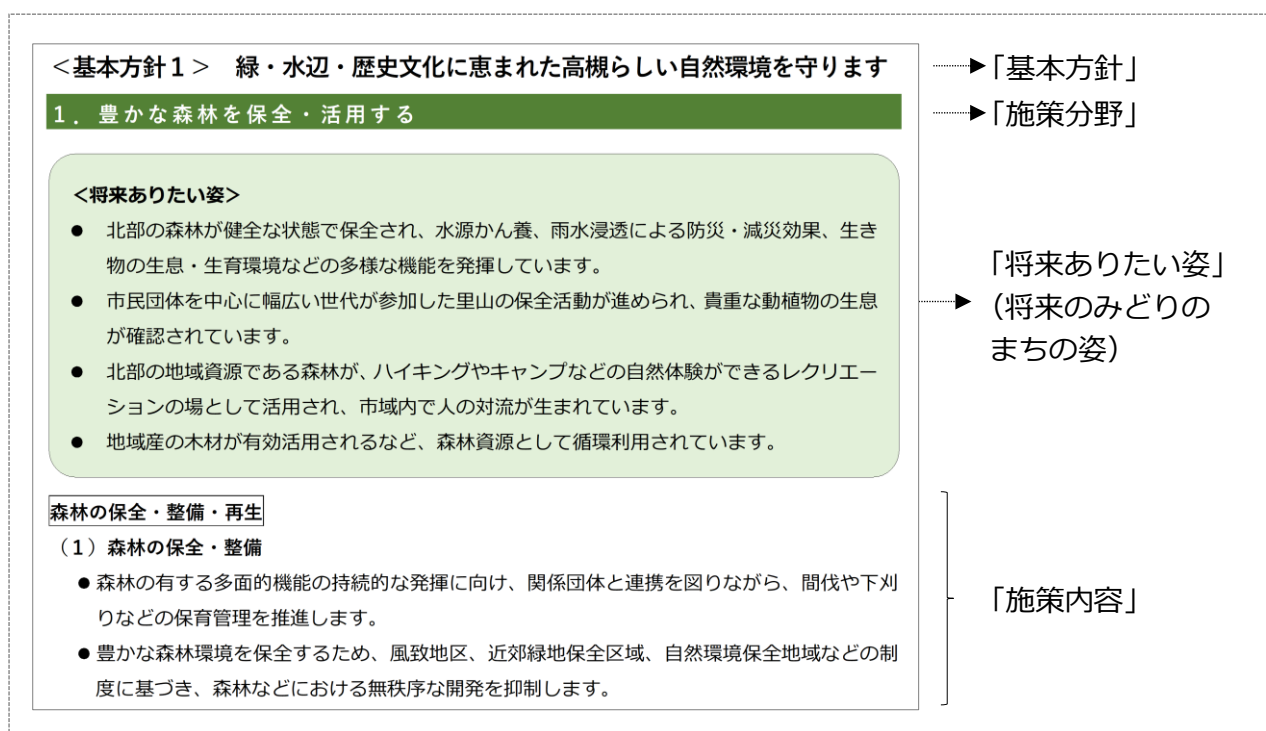 <基本方針１>　緑・水辺・歴史文化に恵まれた高槻らしい自然環境を守ります
「基本方針」
１．豊かな森林を保全・活用する
「施策分野」
<将来ありたい姿>
● 北部の森林が健全な状態で保全され、水源かん養、雨水浸透による防災・減災効果、生き
物の生息・生育環境などの多様な機能を発揮しています。
● 市民団体を中心に幅広い世代が参加した里山の保全活動が進められ、貴重な動植物の生息
が確認されています。
● 北部の地域資源である森林が、ハイキングやキャンプなどの自然体験ができるレクリエー
ションの場として活用され、市域内で人の対流が生まれています。
● 地域産の木材が有効活用されるなど、森林資源として循環利用されています。
「将来ありたい姿」
（将来のみどりの
まちの姿）
森林の保全・整備・再生
（１）森林の保全・整備
● 森林の有する多面的機能の持続的な発揮に向け、関係団体と連携を図りながら、間伐や下刈
りなどの保育管理を推進します。
● 豊かな森林環境を保全するため、風致地区、近郊緑地保全区域、自然環境保全地域などの制
度に基づき、森林などにおける無秩序な開発を抑制します。
「施策内容」